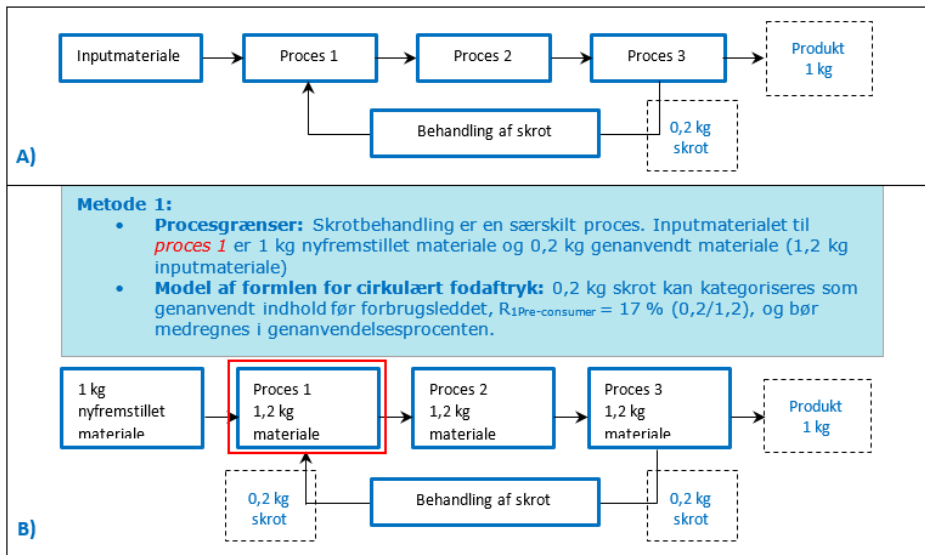 Inputmateriale
Proces 1
Proces 2
Proces 3
Produkt
1 kg
Behandling af skrot
0,2 kg
skrot
A)
Metode 1:
• Procesgrænser: Skrotbehandling er en særskilt proces. Inputmaterialet til
proces 1 er 1 kg nyfremstillet materiale og 0,2 kg genanvendt materiale (1,2 kg
inputmateriale)
• Model af formlen for cirkulært fodaftryk: 0,2 kg skrot kan kategoriseres som
genanvendt indhold før forbrugsleddet, R1Pre-consumer = 17 % (0,2/1,2), og bør
medregnes i genanvendelsesprocenten.
1 kg
nyfremstillet
materiale
Proces 1
1,2 kg
materiale
Proces 2
1,2 kg
materiale
Proces 3
1,2 kg
materiale
Produkt
1 kg
0,2 kg
skrot
Behandling af skrot
0,2 kg
skrot
B)